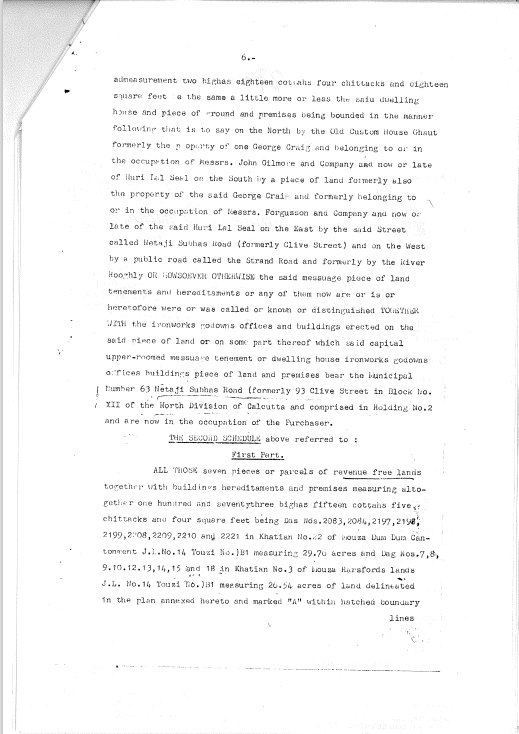 6.-
admeasurement two bighas eighteen cottahs four chittacks and eighteen
square feet e the same a little more or less the said dwelling
house and piece of ground and premises being bounded in the manner
following that is to say on the North by the Old Custom House Ghaut
formerly the p operty of one George Craig and belonging to or in
the occupation of Messrs. John Gilmore and Company and now or late
of Huri Lal Seal on the South by a piece of land formerly also
the property of the said George Craig and formerly belonging to
or in the occupation of Messrs. Fergusson and Company and now or
late of the said Huri Lal Seal on the East by the said Street
called Netaji Subhas Road (formerly Clive Street) and on the West
by a public road called the Strand Road and formerly by the River
Hooghly OR HOWSOEVER OTHERWISE the said messuage piece of land
tenements and hereditaments or any of them now are or is or
heretofore were or was called or known or distinguished TOGETHER
WITH the ironworks godowns offices and buildings erected on the
said piece of land or on some part thereof which said capital
upper-roomed messuage tenement or dwelling house ironworks godowns
offices buildings piece of land and premises bear the Municipal
Number 63 Netaji Subhas Road (formerly 93 Clive Street in Block No.
XII of the North Division of Calcutta and comprised in Holding No.2
and are now in the occupation of the Purchaser.
THE SECOND SCHEDULE above referred to :
First Part.
ALL THOSE seven pieces or parcels of revenue free lands
together with buildings hereditaments and premises measuring alto-
gether one hundred and seventythree bighas fifteen cottahs five
chittacks and four square feet being Dag Nos.2083,2084,2197,2198,
2199,2208,2209,2210 and 2221 in Khatian No.22 of Mouza Dum Dum Can-
tonment J.L.No.14 Touzi No.)B1 measuring 29.76 acres and Dag Nos.7,8,
9.10.12.13,14,15 and 18 in Khatian No.3 of Mouza Harsfords lands
J.L. No.14 Touzi No.)B1 measuring 26.54 acres of land delineated
in the plan annexed hereto and marked "A" within hatched boundary
lines